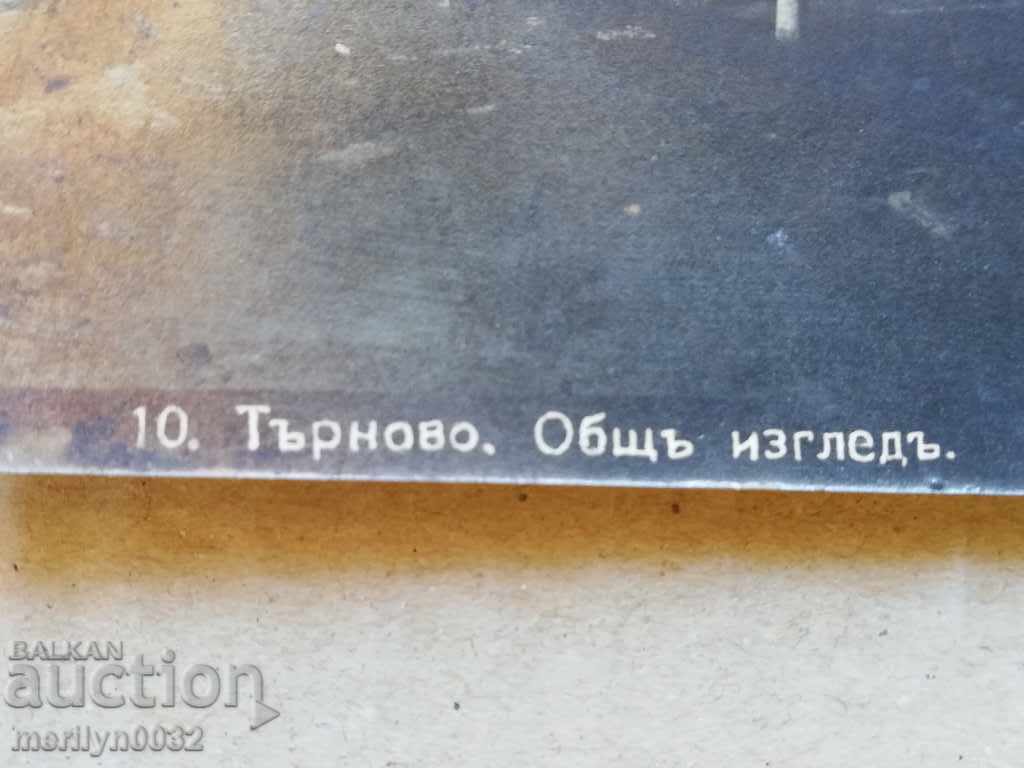 10. Търново. Общъ изгледъ.
BALKAN
auction
merilyn0032